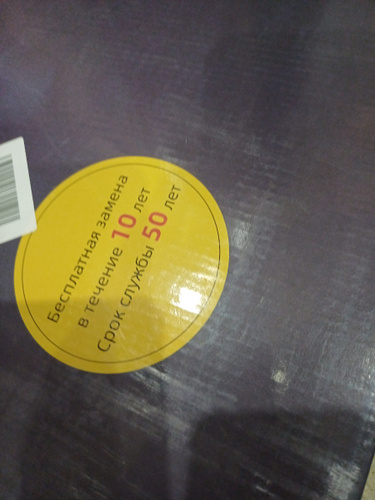 Бесплатная замена
в течение 10 лет
Срок службы 50 лет